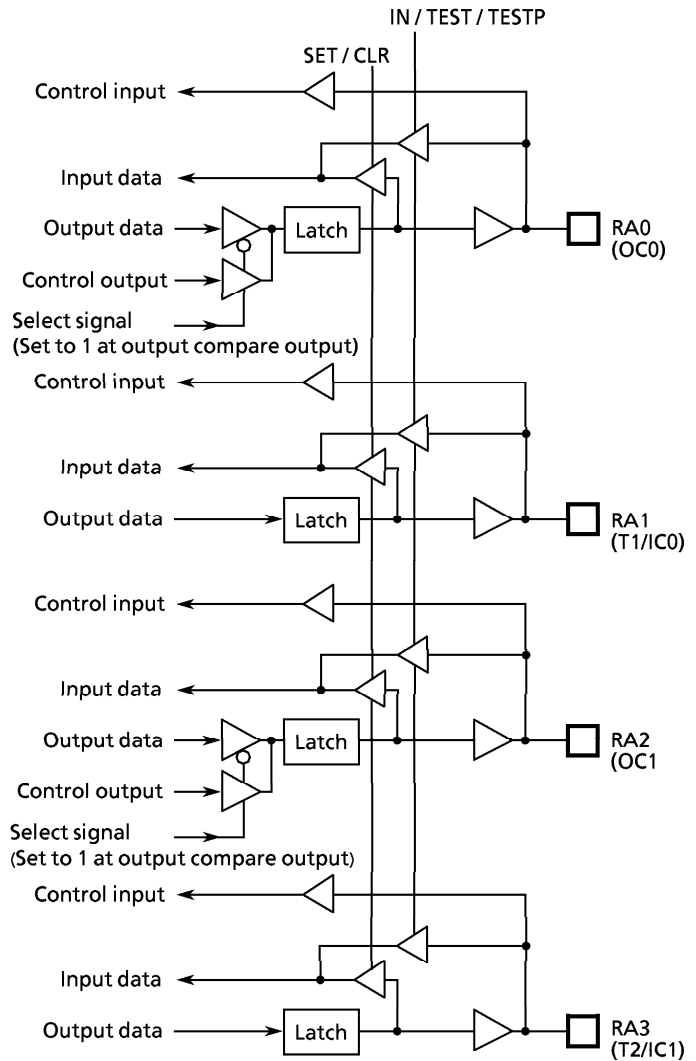 IN / TEST / TESTP
SET / CLR
Control input
Input data
Output data
Latch
RA0
(OC0)
Control output
Select signal
(Set to 1 at output compare output)
Control input
Input data
Output data
Latch
RA1
(T1/IC0)
Control input
Input data
Output data
Latch
RA2
(OC1
Control output
Select signal
(Set to 1 at output compare output)
Control input
Input data
Output data
Latch
RA3
(T2/IC1)